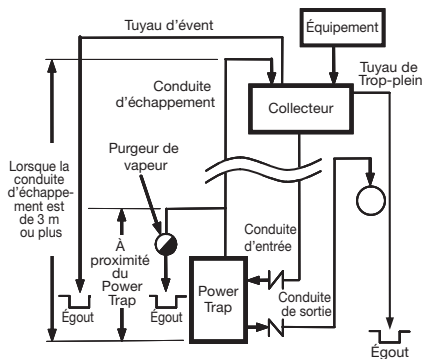 Tuyau d'évent
Équipement
Tuyau de
Trop-plein
Conduite
d'échappement
Collecteur
Purgeur de
vapeur
Lorsque la
conduite
d'échappe-
ment est
de 3 m
ou plus
À
proximité
du
Power
Trap
Conduite
d'entrée
Power
Trap
Conduite
de sortie
Égout
Égout
Égout